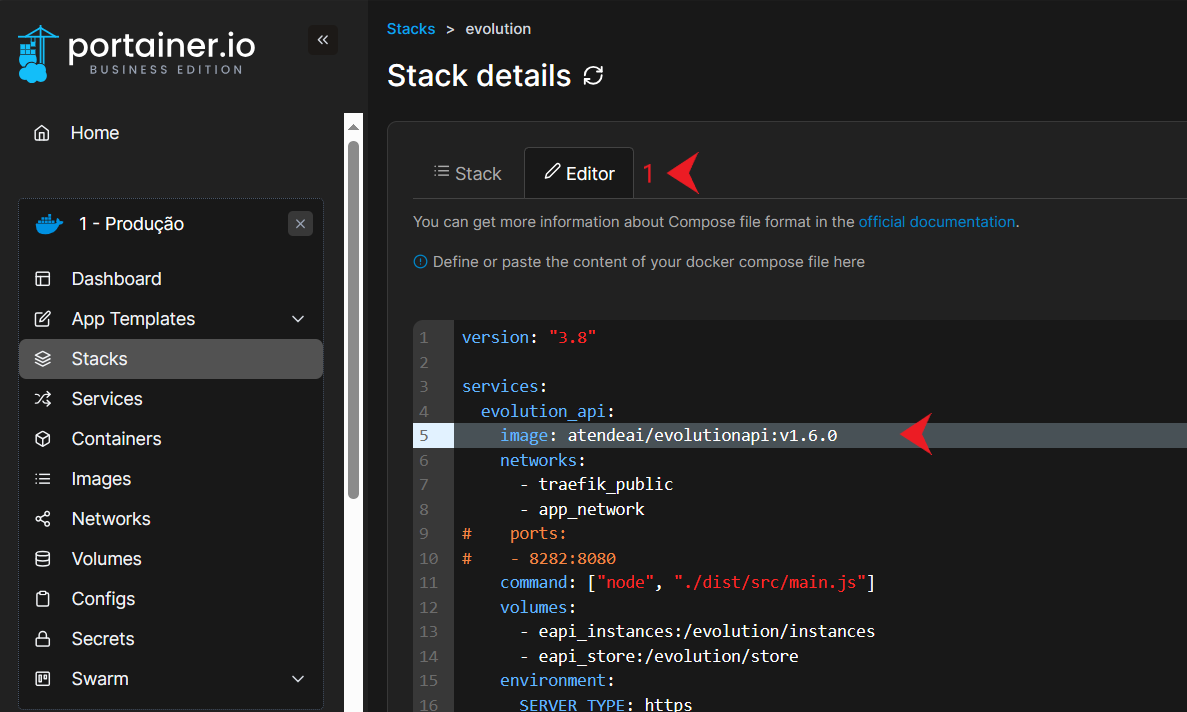 portainer.io
BUSINESS EDITION
Home
1 - Produção
Dashboard
App Templates
Stacks
Services
Containers
Images
Networks
Volumes
Configs
Secrets
Swarm
Stacks > evolution
Stack details
Stack
Editor
1
You can get more information about Compose file format in the official documentation.
Define or paste the content of your docker compose file here
1 version: "3.8"
2
3 services:
4 evolution_api:
5 image: atendeai/evolutionapi:v1.6.0
6 networks:
7 - traefik_public
8 - app_network
9 # ports:
10 # - 8282:8080
11 command: ["node", "./dist/src/main.js"]
12 volumes:
13 - eapi_instances:/evolution/instances
14 - eapi_store:/evolution/store
15 environment:
16 SERVER_TYPE: https